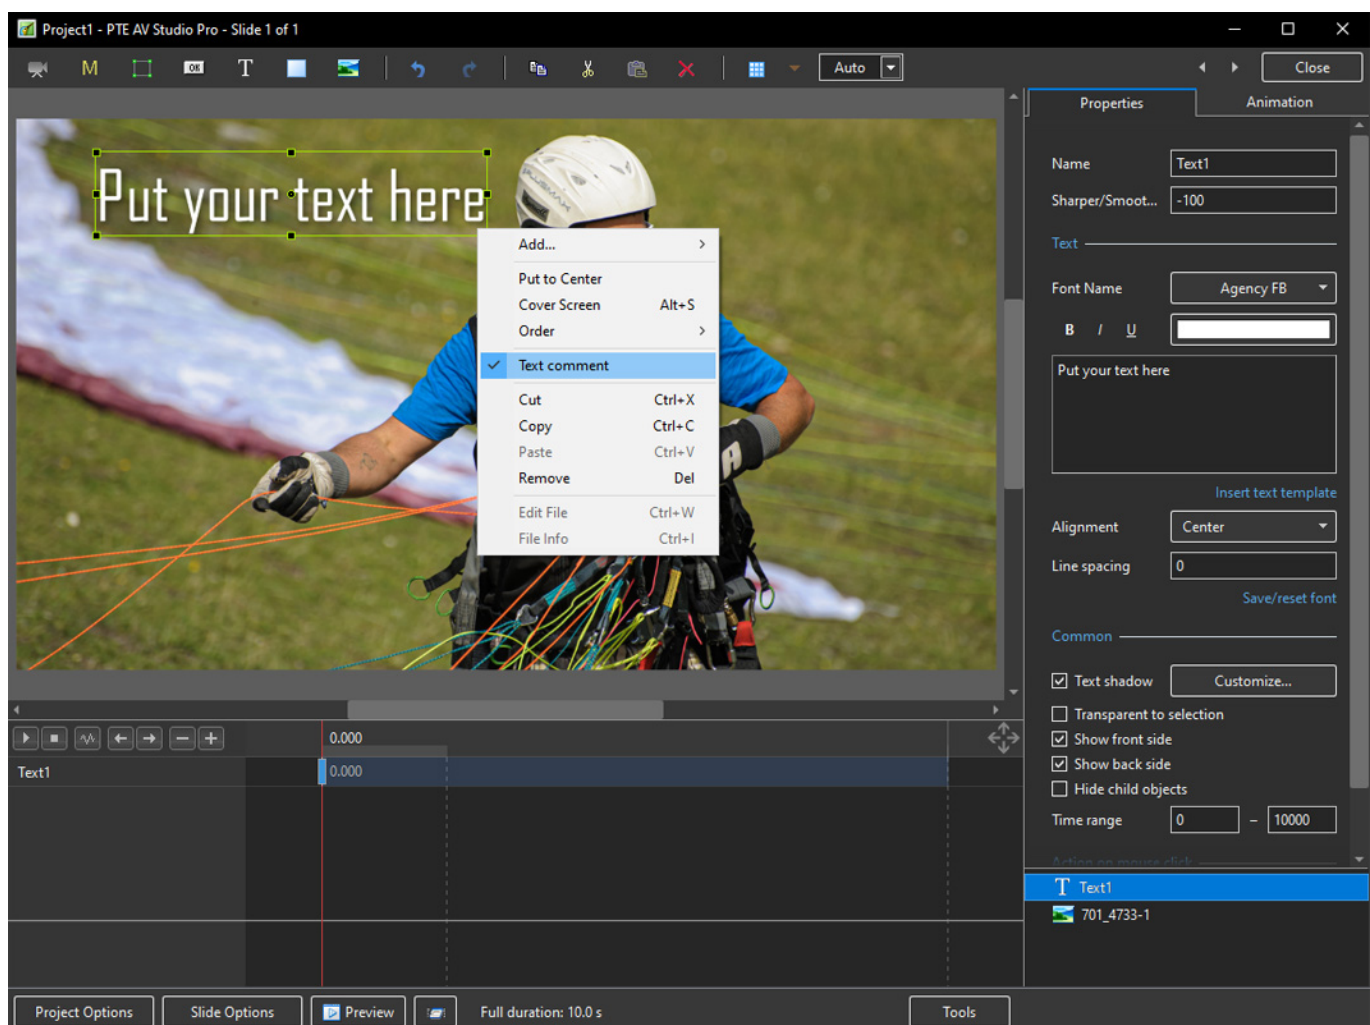 Project1 - PTE AV Studio Pro - Slide 1 of 1
M OK T Auto Close
Properties Animation
Put your text here
Name Text1
Sharper/Smoot... -100
Text
Font Name Agency FB
B I U
Put your text here
Insert text template
Alignment Center
Line spacing 0
Save/reset font
Common
Text shadow Customize...
Transparent to selection
Show front side
Show back side
Hide child objects
Time range 0 – 10000
Action on mouse click
T Text1
701_4733-1
Add... >
Put to Center
Cover Screen Alt+S
Order >
Text comment
Cut Ctrl+X
Copy Ctrl+C
Paste Ctrl+V
Remove Del
Edit File Ctrl+W
File Info Ctrl+I
0.000
Text1 0.000
Project Options Slide Options Preview Full duration: 10.0 s Tools